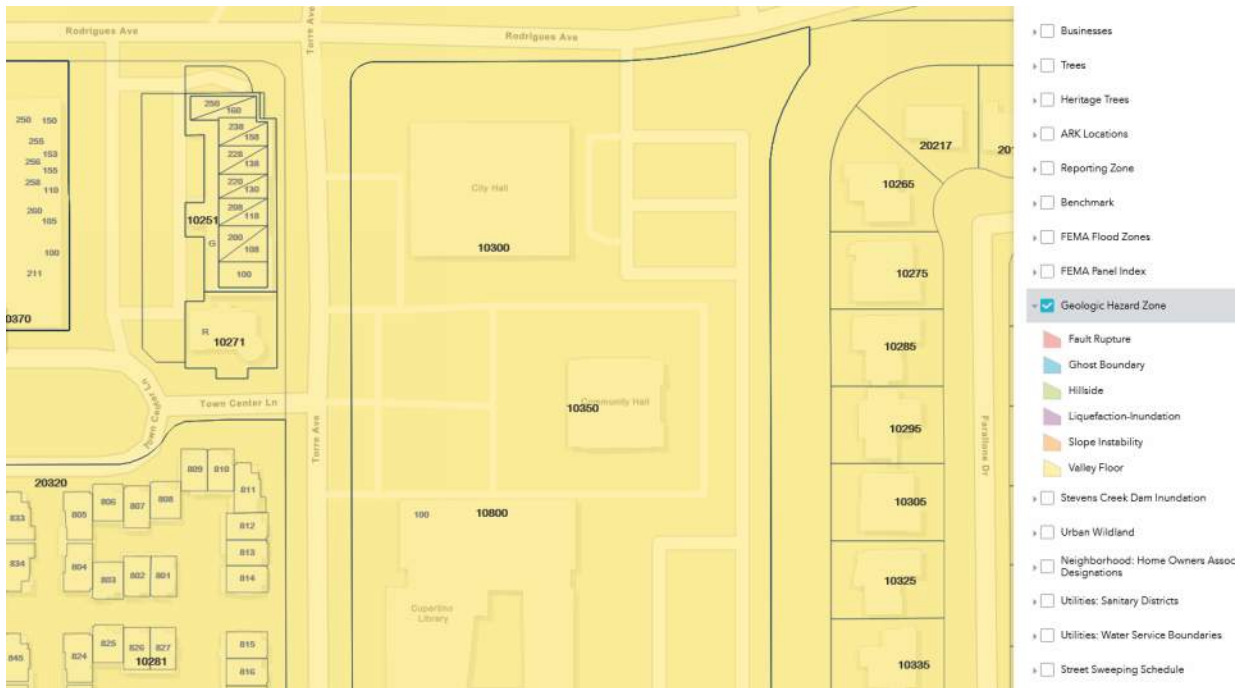 Rodrigues Ave
Torre Ave
Rodrigues Ave
250 160
238
158
228
138
220
130
208
118
200
108
100
10251
G
R
10271
250 150
255
153
256
155
258
110
260
105
100
211
0370
City Hall
10300
Community Hall
10350
Town Center Ln
Town Center Ln
Torre Ave
20320
809 810
811
808
807
806
805
812
813
814
804
803 802 801
833
834
825
826 827
824
10281
815
816
845
100
10800
Cupertino
Library
20217
201
10265
10275
10285
10295
10305
10325
10335
Farallone Dr
Businesses
Trees
Heritage Trees
ARK Locations
Reporting Zone
Benchmark
FEMA Flood Zones
FEMA Panel Index
Geologic Hazard Zone
Fault Rupture
Ghost Boundary
Hillside
Liquefaction-Inundation
Slope Instability
Valley Floor
Stevens Creek Dam Inundation
Urban Wildland
Neighborhood: Home Owners Assoc
Designations
Utilities: Sanitary Districts
Utilities: Water Service Boundaries
Street Sweeping Schedule